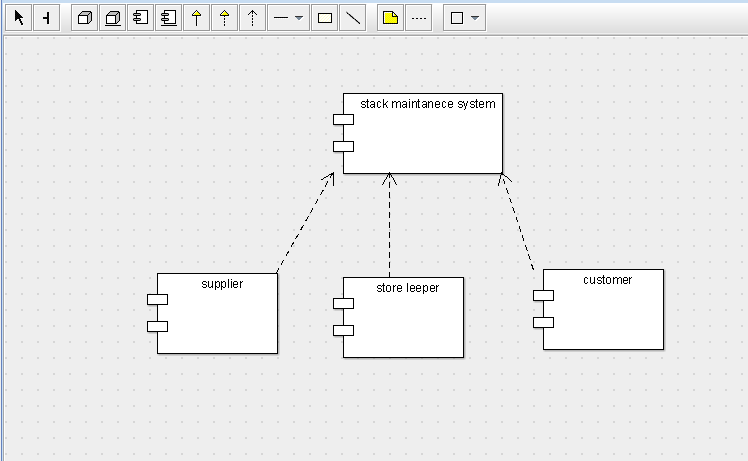 stack maintanece system
supplier
store leeper
customer